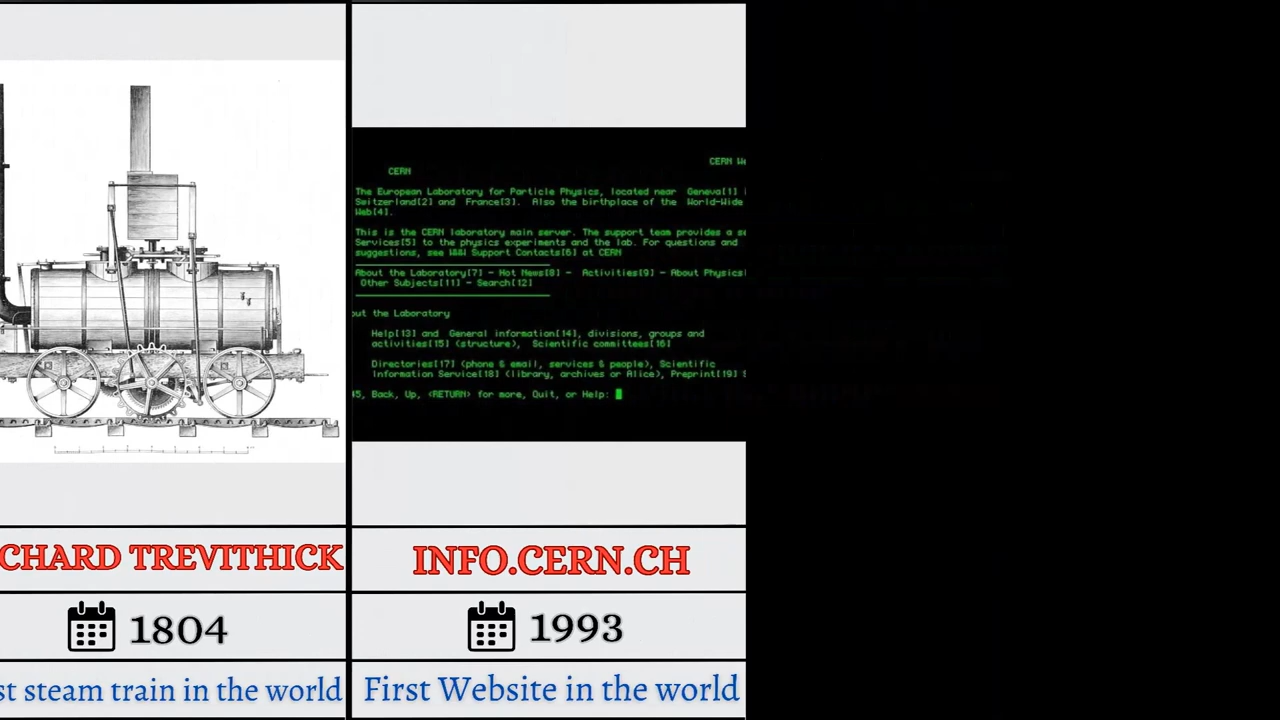 CHARD TREVITHICK
1804
st steam train in the world
CERN We
CERN
The European Laboratory for Particle Physics, located near Geneva[1] i
Switzerland[2] and France[3]. Also the birthplace of the World-Wide
Web[4].
This is the CERN laboratory main server. The support team provides a se
Services[5] to the physics experiments and the lab. For questions and
suggestions, see WWW Support Contacts[6] at CERN
About the Laboratory[7] - Hot News[8] - Activities[9] - About Physics[
Other Subjects[11] - Search[12]
out the Laboratory
Help[13] and General information[14], divisions, groups and
activities[15] (structure), Scientific committees[16]
Directories[17] (phone & email, services & people), Scientific
Information Service[18] (library, archives or Alice), Preprint[19] S
45, Back, Up, <RETURN> for more, Quit, or Help:
INFO.CERN.CH
1993
First Website in the world